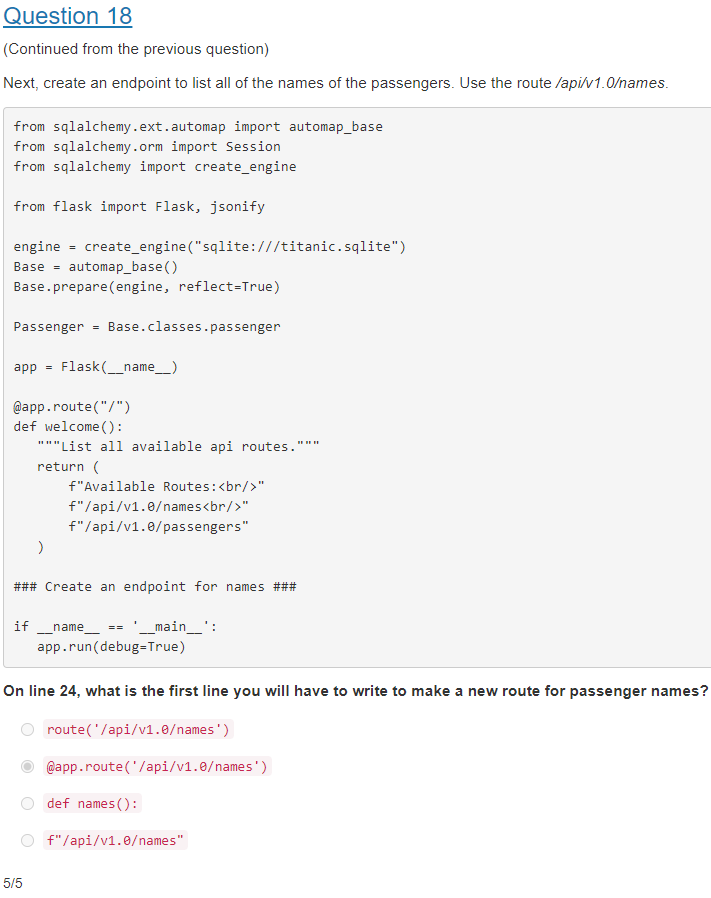 Question 18
(Continued from the previous question)
Next, create an endpoint to list all of the names of the passengers. Use the route /api/v1.0/names.
from sqlalchemy.ext.automap import automap_base
from sqlalchemy.orm import Session
from sqlalchemy import create_engine
from flask import Flask, jsonify
engine = create_engine("sqlite:///titanic.sqlite")
Base = automap_base()
Base.prepare(engine, reflect=True)
Passenger = Base.classes.passenger
app = Flask(__name__)
@app.route("/")
def welcome():
   """List all available api routes."""
   return (
       f"Available Routes:<br/>"
       f"/api/v1.0/names<br/>"
       f"/api/v1.0/passengers"
   )
### Create an endpoint for names ###
if __name__ == '__main__':
   app.run(debug=True)
On line 24, what is the first line you will have to write to make a new route for passenger names?
route('/api/v1.0/names')
@app.route('/api/v1.0/names')
def names():
f"/api/v1.0/names"
5/5